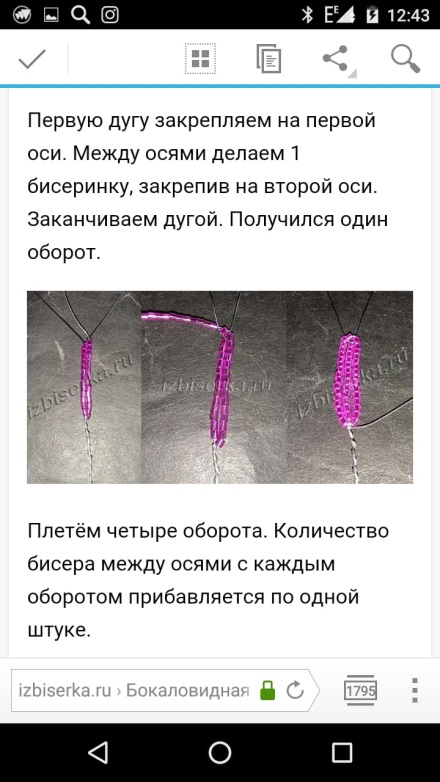 12:43
Первую дугу закрепляем на первой
оси. Между осями делаем 1
бисеринку, закрепив на второй оси.
Заканчиваем дугой. Получился один
оборот.
izbiserka.ru izbiserka.ru izbiserka.ru
Плетём четыре оборота. Количество
бисера между осями с каждым
оборотом прибавляется по одной
штуке.
izbiserka.ru › Бокаловидная
1795